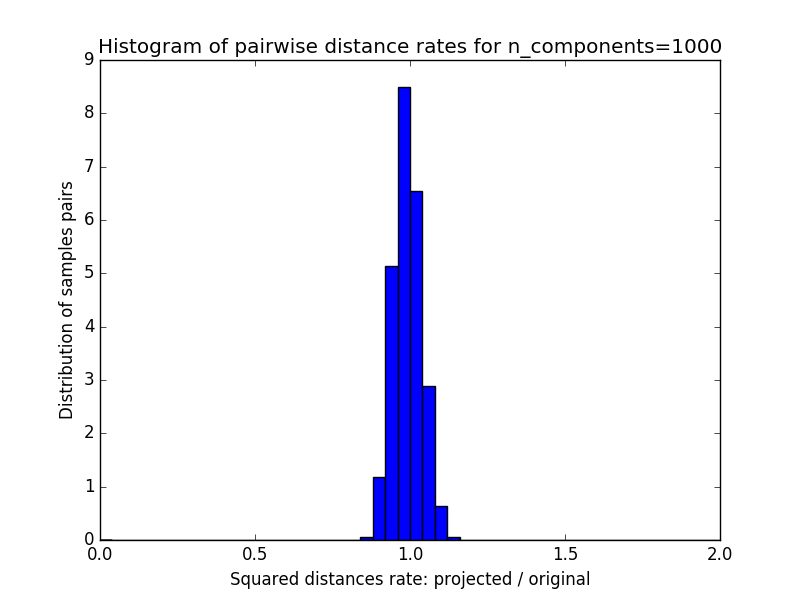 Histogram of pairwise distance rates for n_components=1000
9
8
7
6
5
4
3
2
1
0
Distribution of samples pairs
0.0 0.5 1.0 1.5 2.0
Squared distances rate: projected / original